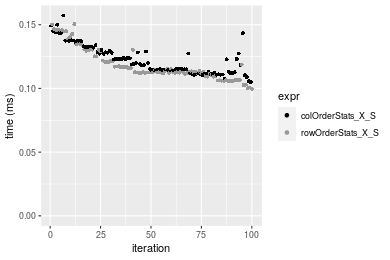 0.15
0.10
0.05
0.00
time (ms)
0 25 50 75 100
iteration
expr
colOrderStats_X_S
rowOrderStats_X_S